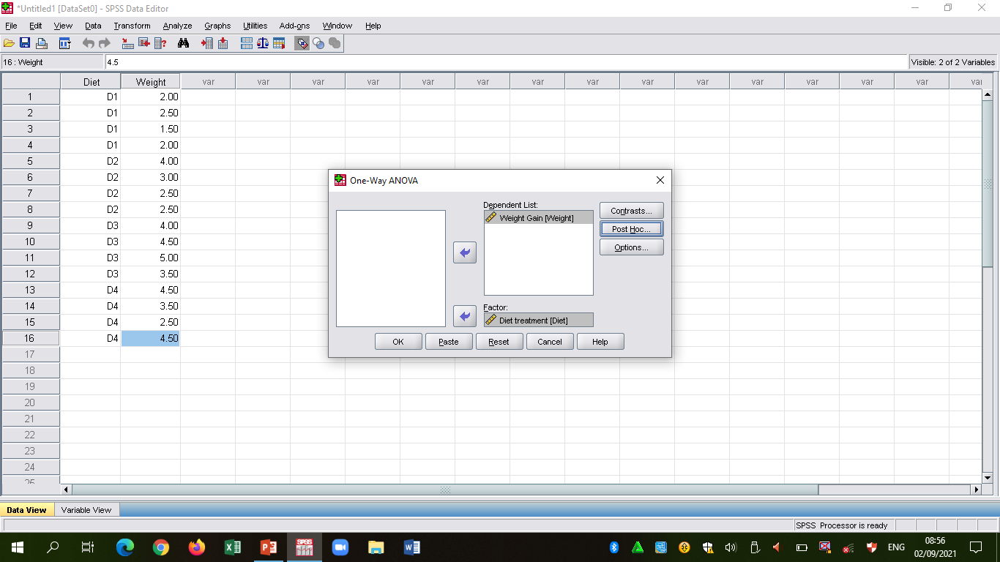 *Untitled1 [DataSet0] - SPSS Data Editor
File Edit View Data Transform Analyze Graphs Utilities Add-ons Window Help
16 : Weight 4.5 Visible: 2 of 2 Variables
Diet Weight var var var var var var var var var var var var var var var
1 D1 2.00
2 D1 2.50
3 D1 1.50
4 D1 2.00
5 D2 4.00
6 D2 3.00
7 D2 2.50
8 D2 2.50
9 D3 4.00
10 D3 4.50
11 D3 5.00
12 D3 3.50
13 D4 4.50
14 D4 3.50
15 D4 2.50
16 D4 4.50
17
18
19
20
21
22
23
24
One-Way ANOVA
Dependent List:
Weight Gain [Weight]
Contrasts...
Post Hoc...
Options...
Factor:
Diet treatment [Diet]
OK Paste Reset Cancel Help
Data View Variable View
SPSS Processor is ready
SPSS
ENG
08:56
02/09/2021